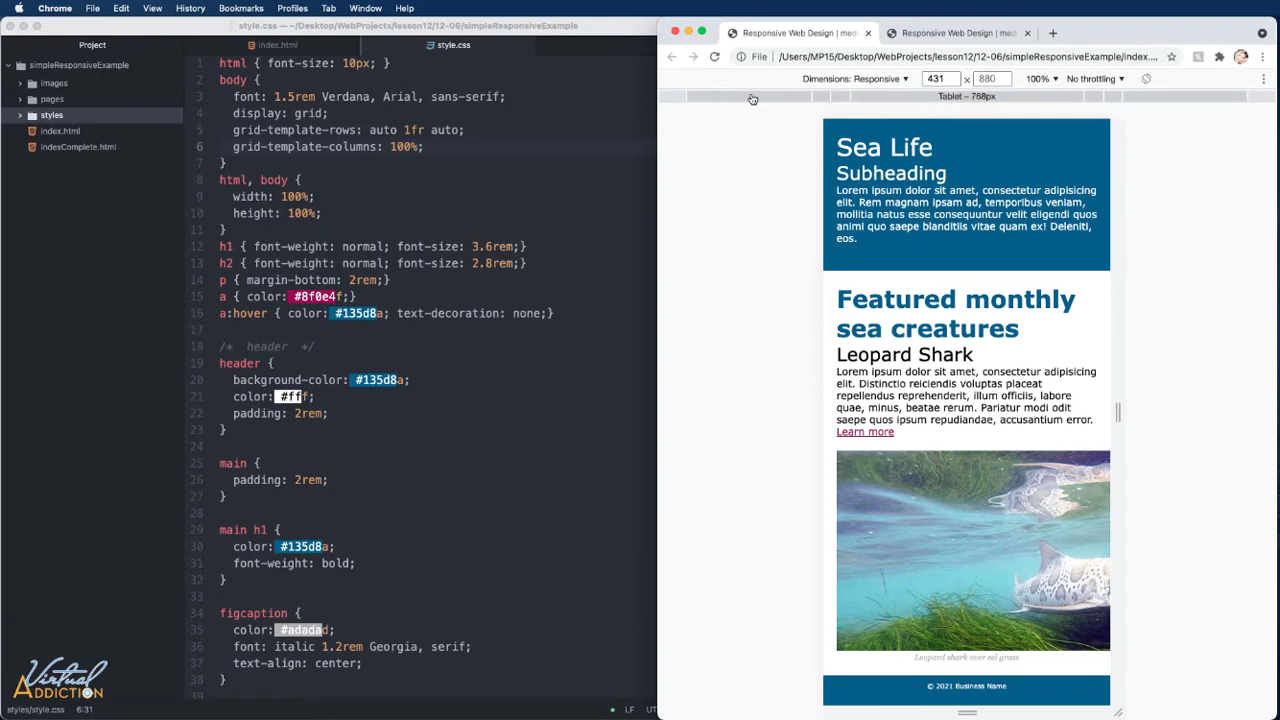 Chrome File Edit View History Bookmarks Profiles Tab Window Help
style.css — ~/Desktop/WebProjects/lesson12/12-06/simpleResponsiveExample
Project
index.html
style.css
simpleResponsiveExample
images
pages
styles
index.html
indexComplete.html
1 html { font-size: 10px; }
2 body {
3 font: 1.5rem Verdana, Arial, sans-serif;
4 display: grid;
5 grid-template-rows: auto 1fr auto;
6 grid-template-columns: 100%;
7 }
8 html, body {
9 width: 100%;
10 height: 100%;
11 }
12 h1 { font-weight: normal; font-size: 3.6rem;}
13 h2 { font-weight: normal; font-size: 2.8rem;}
14 p { margin-bottom: 2rem;}
15 a { color: #8f0e4f;}
16 a:hover { color: #135d8a; text-decoration: none;}
17
18 /* header */
19 header {
20 background-color: #135d8a;
21 color: #fff;
22 padding: 2rem;
23 }
24
25 main {
26 padding: 2rem;
27 }
28
29 main h1 {
30 color: #135d8a;
31 font-weight: bold;
32 }
33
34 figcaption {
35 color: #adadad;
36 font: italic 1.2rem Georgia, serif;
37 text-align: center;
38 }
39
styles/style.css 6:31
LF UT
Virtual
ADDICTION
Responsive Web Design | med
Responsive Web Design | med
File /Users/MP15/Desktop/WebProjects/lesson12/12-06/simpleResponsiveExample/index....
Dimensions: Responsive 431 × 880 100% No throttling
Tablet – 768px
Sea Life
Subheading
Lorem ipsum dolor sit amet, consectetur adipisicing
elit. Rem magnam ipsam ad, temporibus veniam,
mollitia natus esse consequuntur velit eligendi quos
animi quo saepe blanditiis vitae quam ex! Deleniti,
eos.
Featured monthly
sea creatures
Leopard Shark
Lorem ipsum dolor sit amet, consectetur adipisicing
elit. Distinctio reiciendis voluptas placeat
repellendus reprehenderit, illum officiis, labore
quae, minus, beatae rerum. Pariatur modi odit
saepe quos ipsum repudiandae, accusantium error.
Learn more
Leopard shark over eel grass
© 2021 Business Name